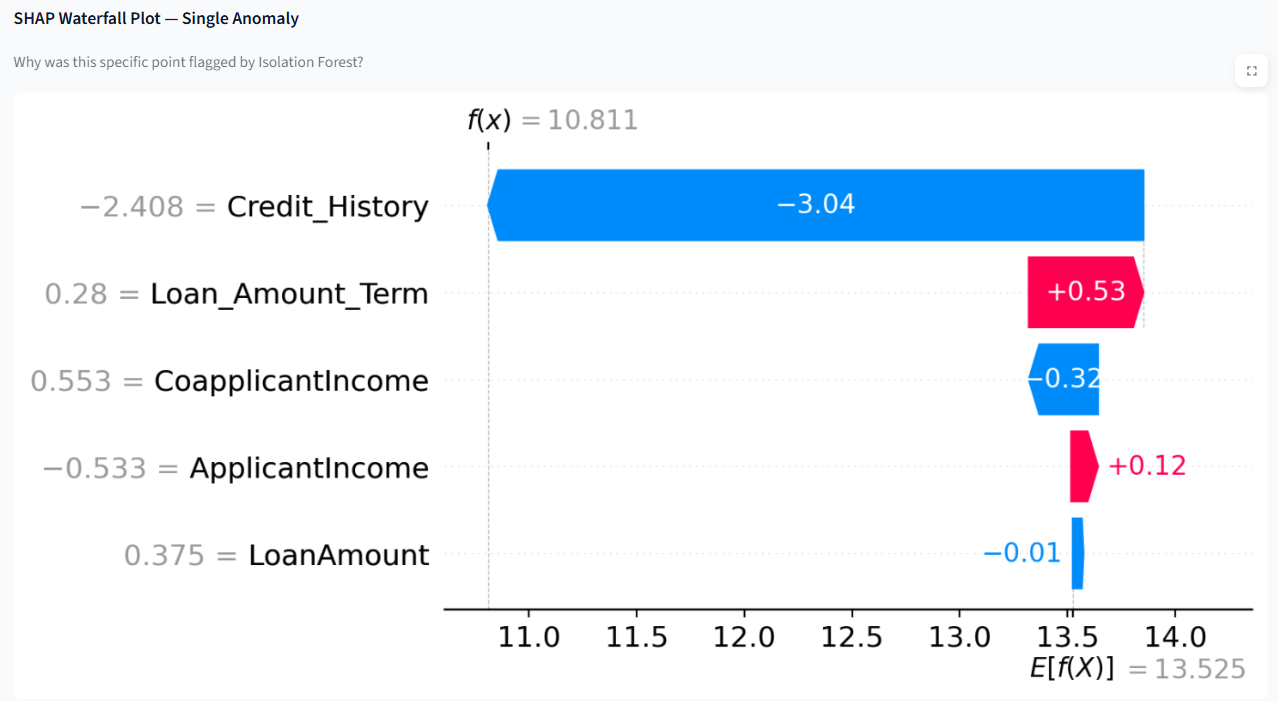 SHAP Waterfall Plot — Single Anomaly
Why was this specific point flagged by Isolation Forest?
f(x) = 10.811
−2.408 = Credit_History
−3.04
0.28 = Loan_Amount_Term
+0.53
0.553 = CoapplicantIncome
−0.32
−0.533 = ApplicantIncome
+0.12
0.375 = LoanAmount
−0.01
11.0 11.5 12.0 12.5 13.0 13.5 14.0
E[f(X)] = 13.525